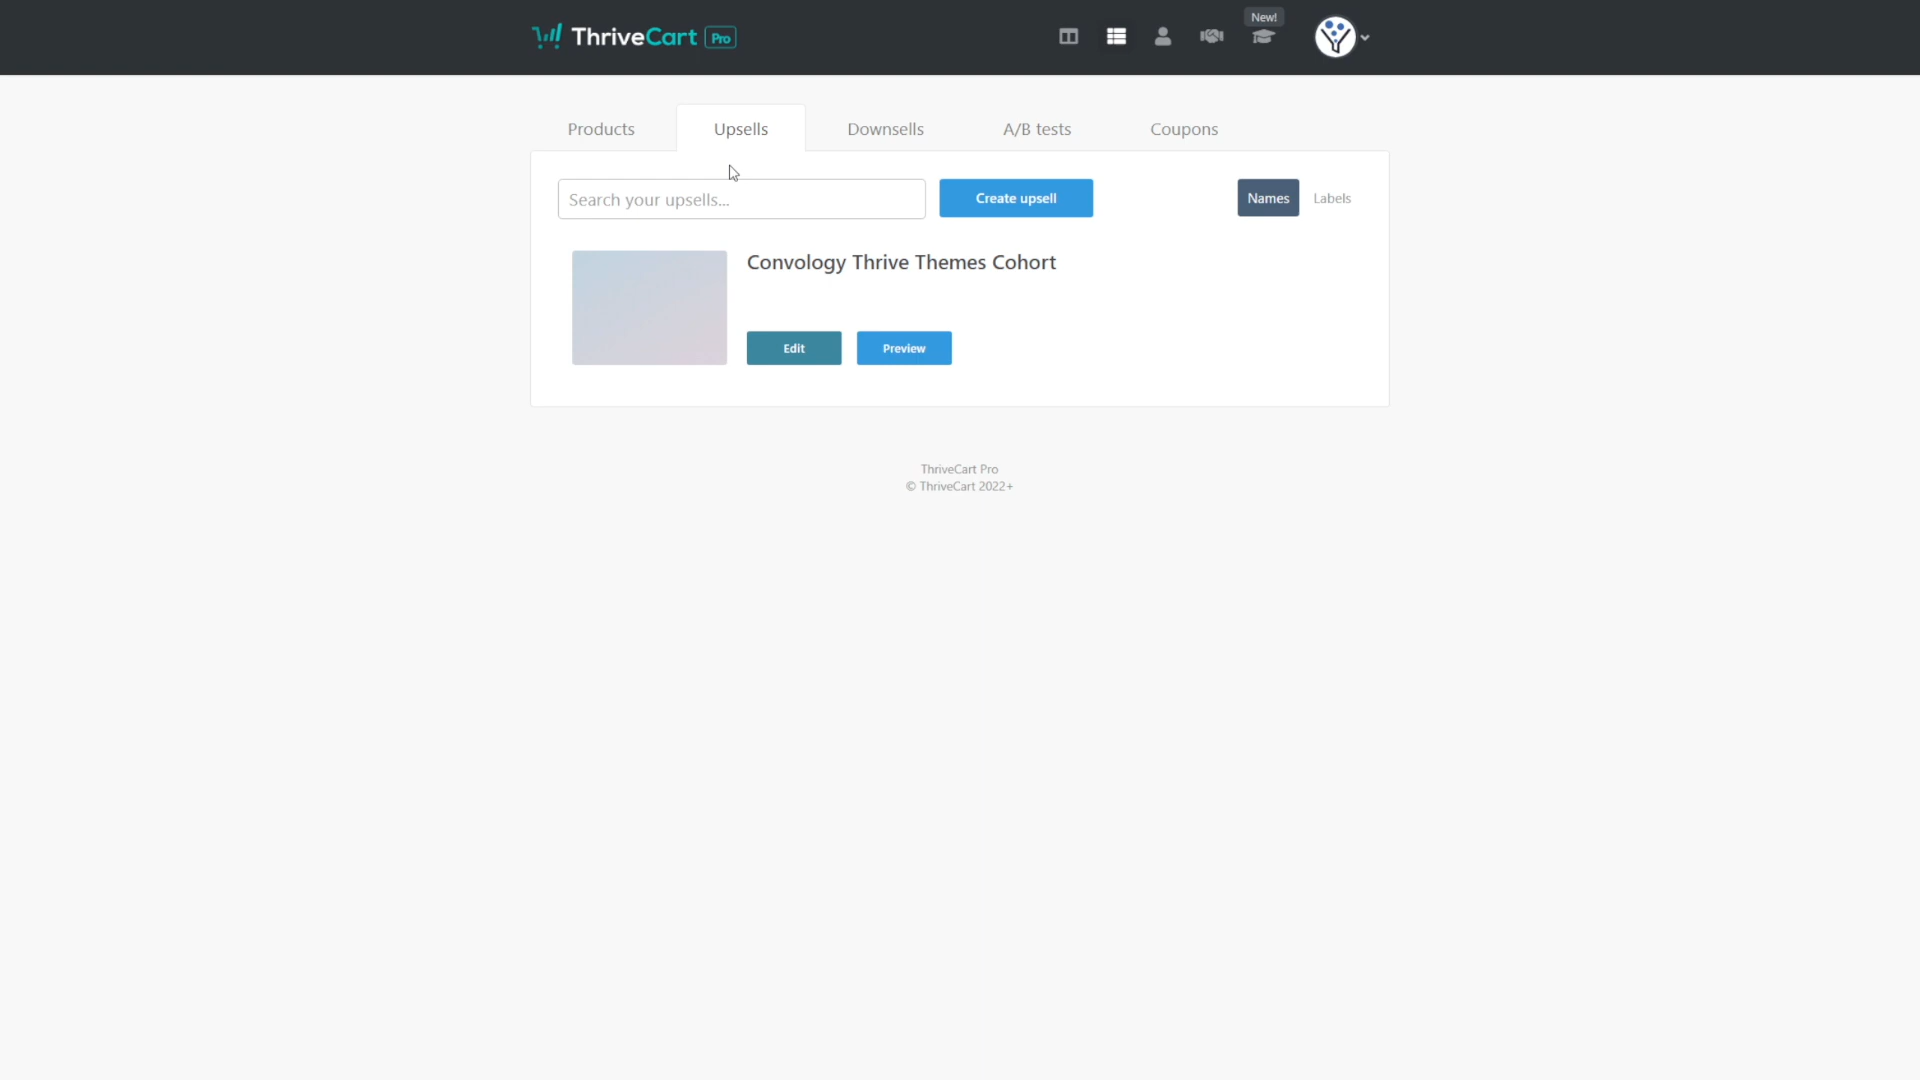 ThriveCart Pro
New!
Products Upsells Downsells A/B tests Coupons
Search your upsells... Create upsell Names Labels
Convology Thrive Themes Cohort
Edit Preview
ThriveCart Pro
© ThriveCart 2022+